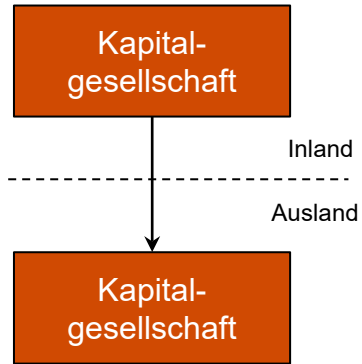 Kapital-
gesellschaft
Inland
Ausland
Kapital-
gesellschaft